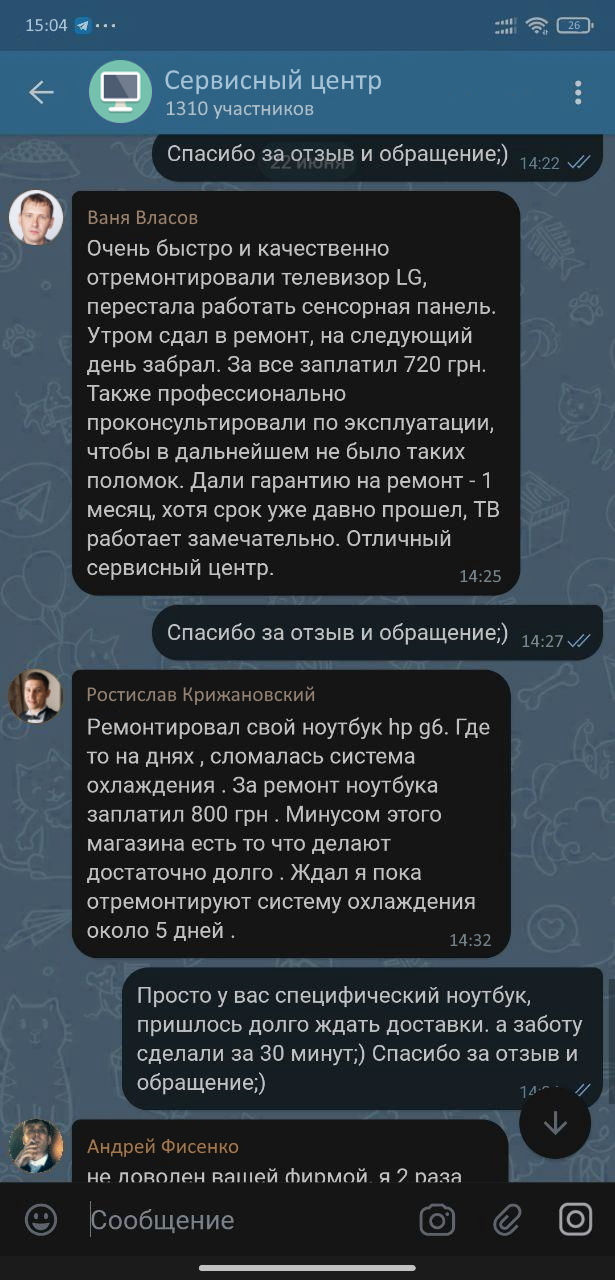 15:04
26
Сервисный центр
1310 участников
22 июня
Спасибо за отзыв и обращение;) 14:22
Ваня Власов
Очень быстро и качественно
отремонтировали телевизор LG,
перестала работать сенсорная панель.
Утром сдал в ремонт, на следующий
день забрал. За все заплатил 720 грн.
Также профессионально
проконсультировали по эксплуатации,
чтобы в дальнейшем не было таких
поломок. Дали гарантию на ремонт - 1
месяц, хотя срок уже давно прошел, ТВ
работает замечательно. Отличный
сервисный центр. 14:25
Спасибо за отзыв и обращение;) 14:27
Ростислав Крижановский
Ремонтировал свой ноутбук hp g6. Где
то на днях , сломалась система
охлаждения . За ремонт ноутбука
заплатил 800 грн . Минусом этого
магазина есть то что делают
достаточно долго . Ждал я пока
отремонтируют систему охлаждения
около 5 дней . 14:32
Просто у вас специфический ноутбук,
пришлось долго ждать доставки. а заботу
сделали за 30 минут;) Спасибо за отзыв и
обращение;)
Андрей Фисенко
не доволен вашей фирмой, я 2 раза
Сообщение